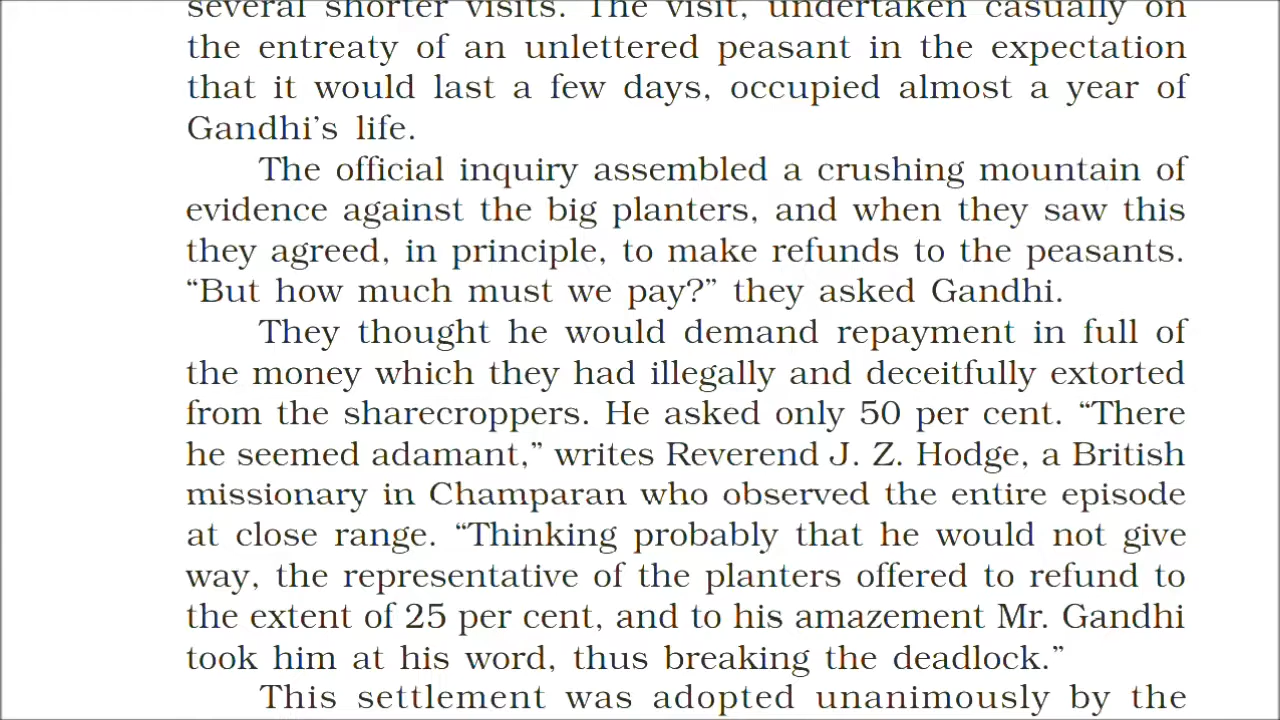 several shorter visits. The visit, undertaken casually on
the entreaty of an unlettered peasant in the expectation
that it would last a few days, occupied almost a year of
Gandhi’s life.
The official inquiry assembled a crushing mountain of
evidence against the big planters, and when they saw this
they agreed, in principle, to make refunds to the peasants.
“But how much must we pay?” they asked Gandhi.
They thought he would demand repayment in full of
the money which they had illegally and deceitfully extorted
from the sharecroppers. He asked only 50 per cent. “There
he seemed adamant,” writes Reverend J. Z. Hodge, a British
missionary in Champaran who observed the entire episode
at close range. “Thinking probably that he would not give
way, the representative of the planters offered to refund to
the extent of 25 per cent, and to his amazement Mr. Gandhi
took him at his word, thus breaking the deadlock.”
This settlement was adopted unanimously by the